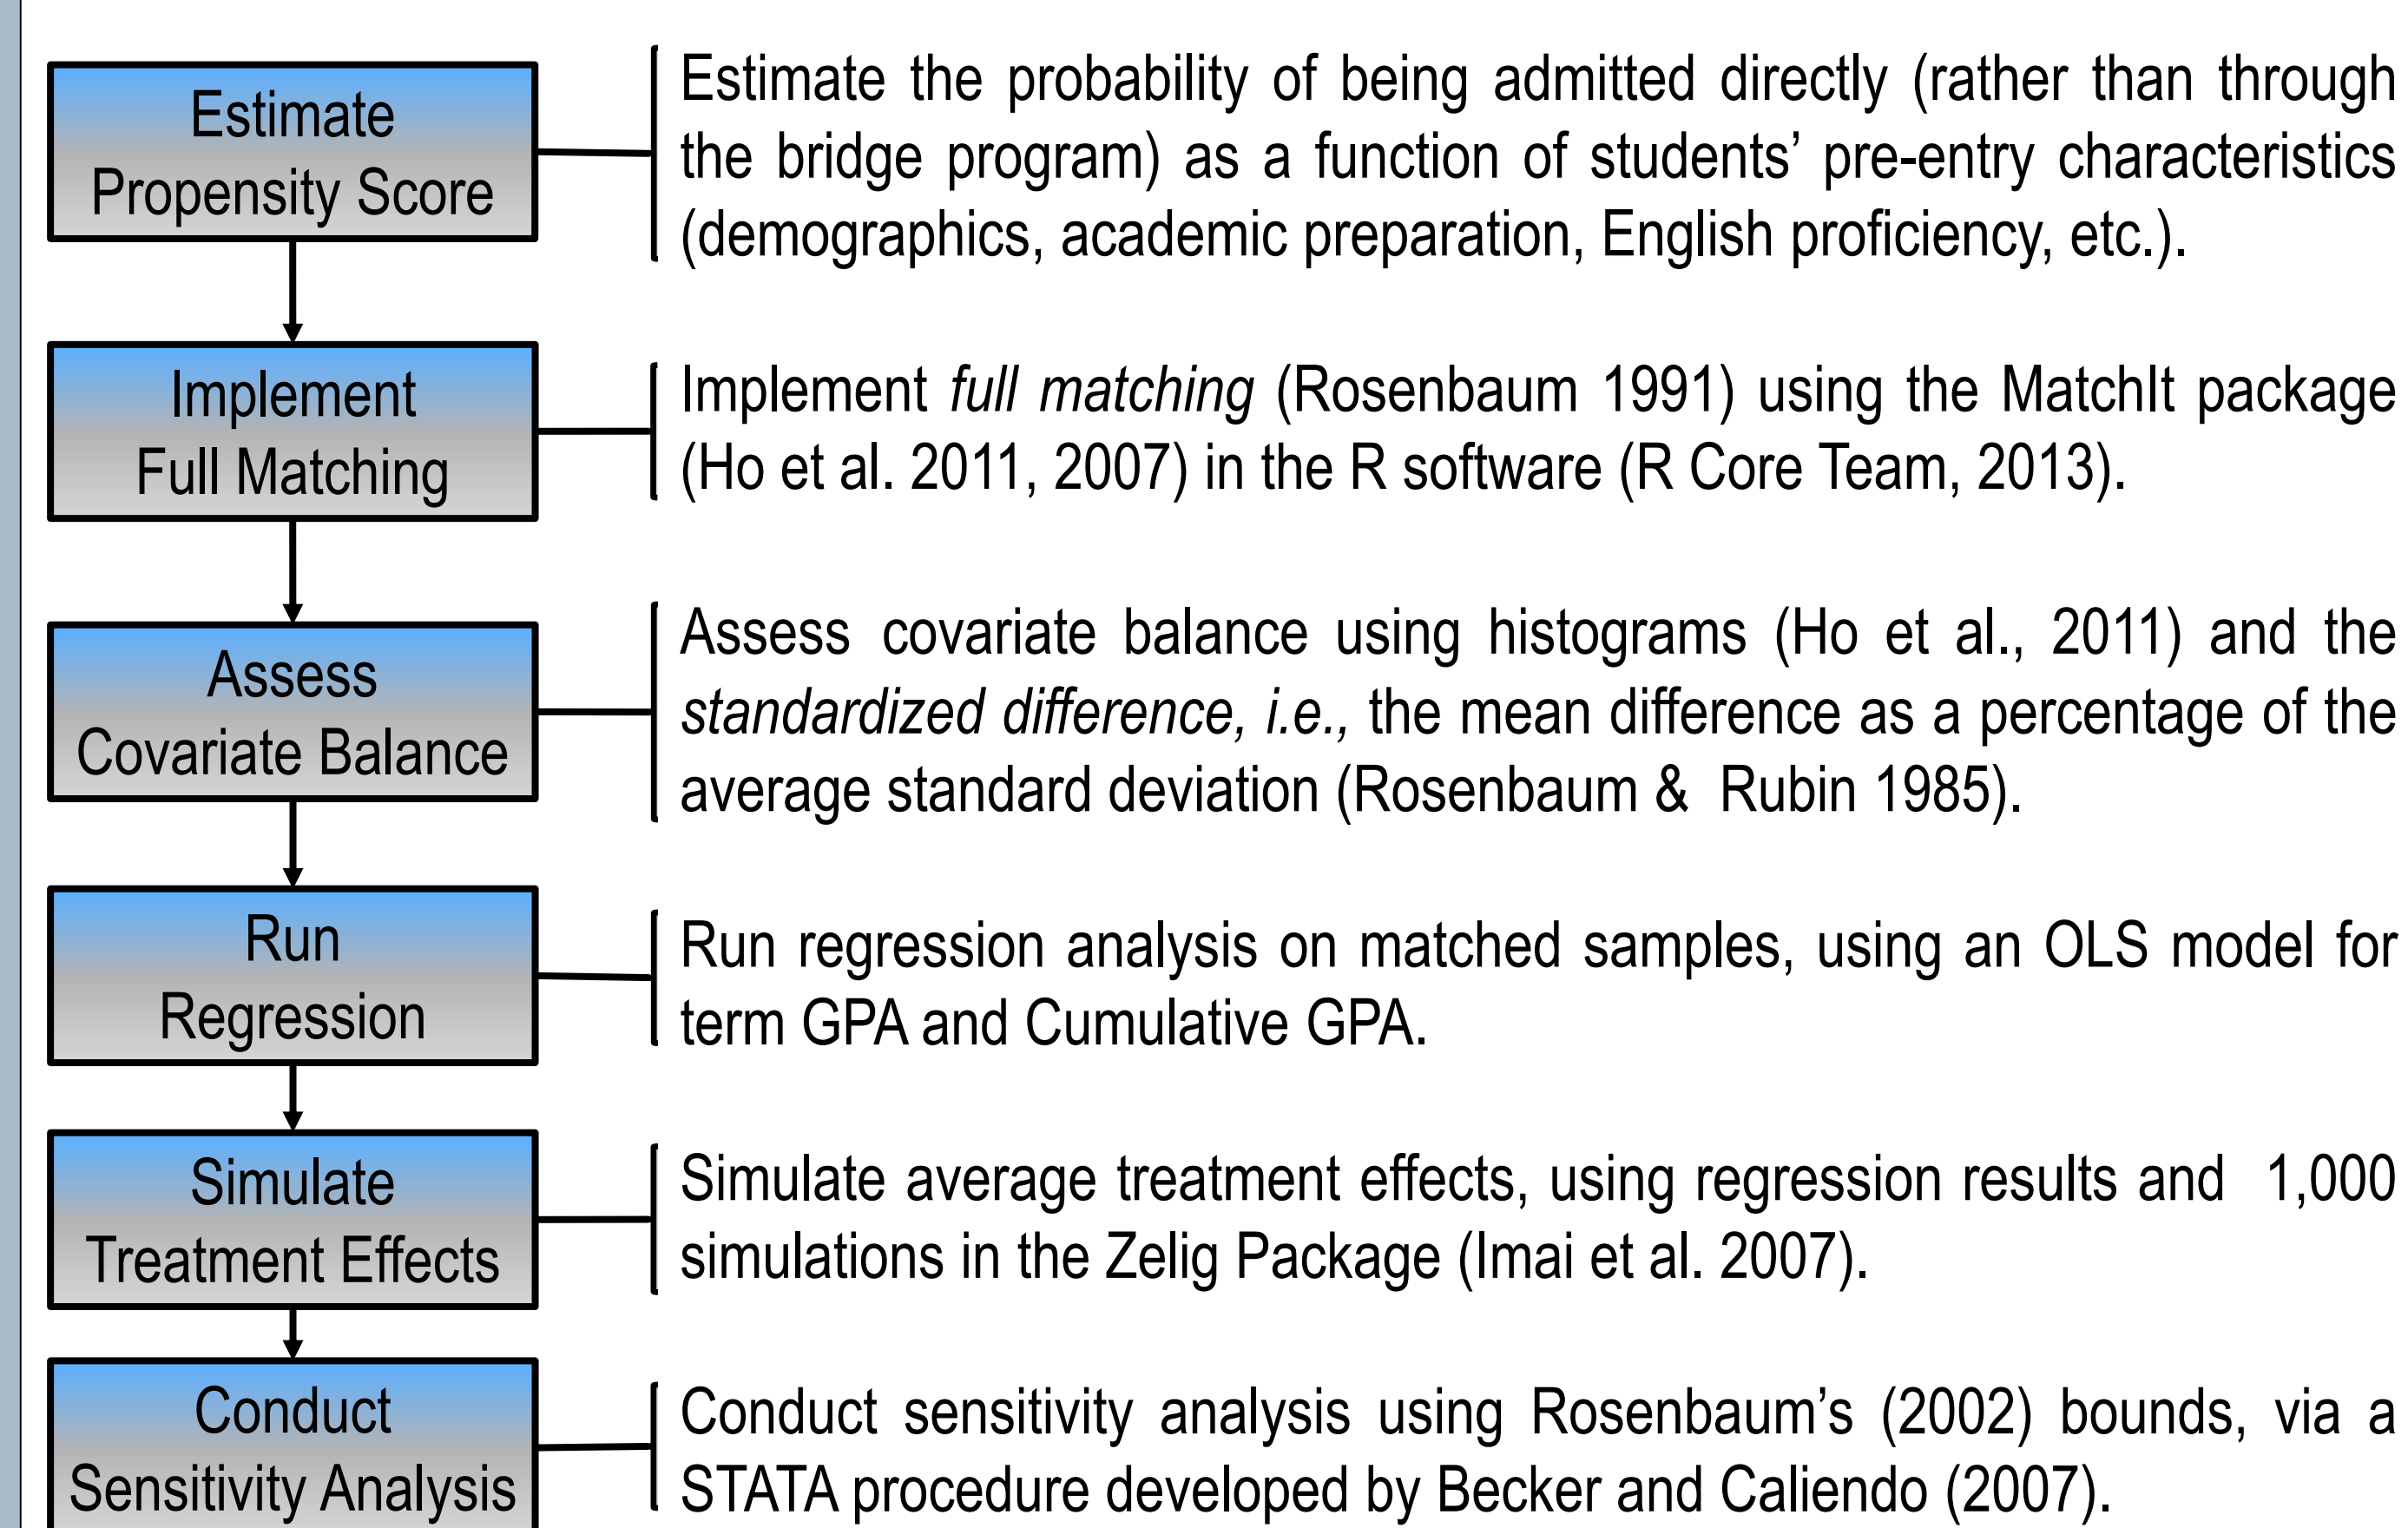 Estimate
Propensity Score
Estimate the probability of being admitted directly (rather than through
the bridge program) as a function of students’ pre-entry characteristics
(demographics, academic preparation, English proficiency, etc.).
Implement
Full Matching
Implement full matching (Rosenbaum 1991) using the MatchIt package
(Ho et al. 2011, 2007) in the R software (R Core Team, 2013).
Assess
Covariate Balance
Assess covariate balance using histograms (Ho et al., 2011) and the
standardized difference, i.e., the mean difference as a percentage of the
average standard deviation (Rosenbaum & Rubin 1985).
Run
Regression
Run regression analysis on matched samples, using an OLS model for
term GPA and Cumulative GPA.
Simulate
Treatment Effects
Simulate average treatment effects, using regression results and 1,000
simulations in the Zelig Package (Imai et al. 2007).
Conduct
Sensitivity Analysis
Conduct sensitivity analysis using Rosenbaum’s (2002) bounds, via a
STATA procedure developed by Becker and Caliendo (2007).